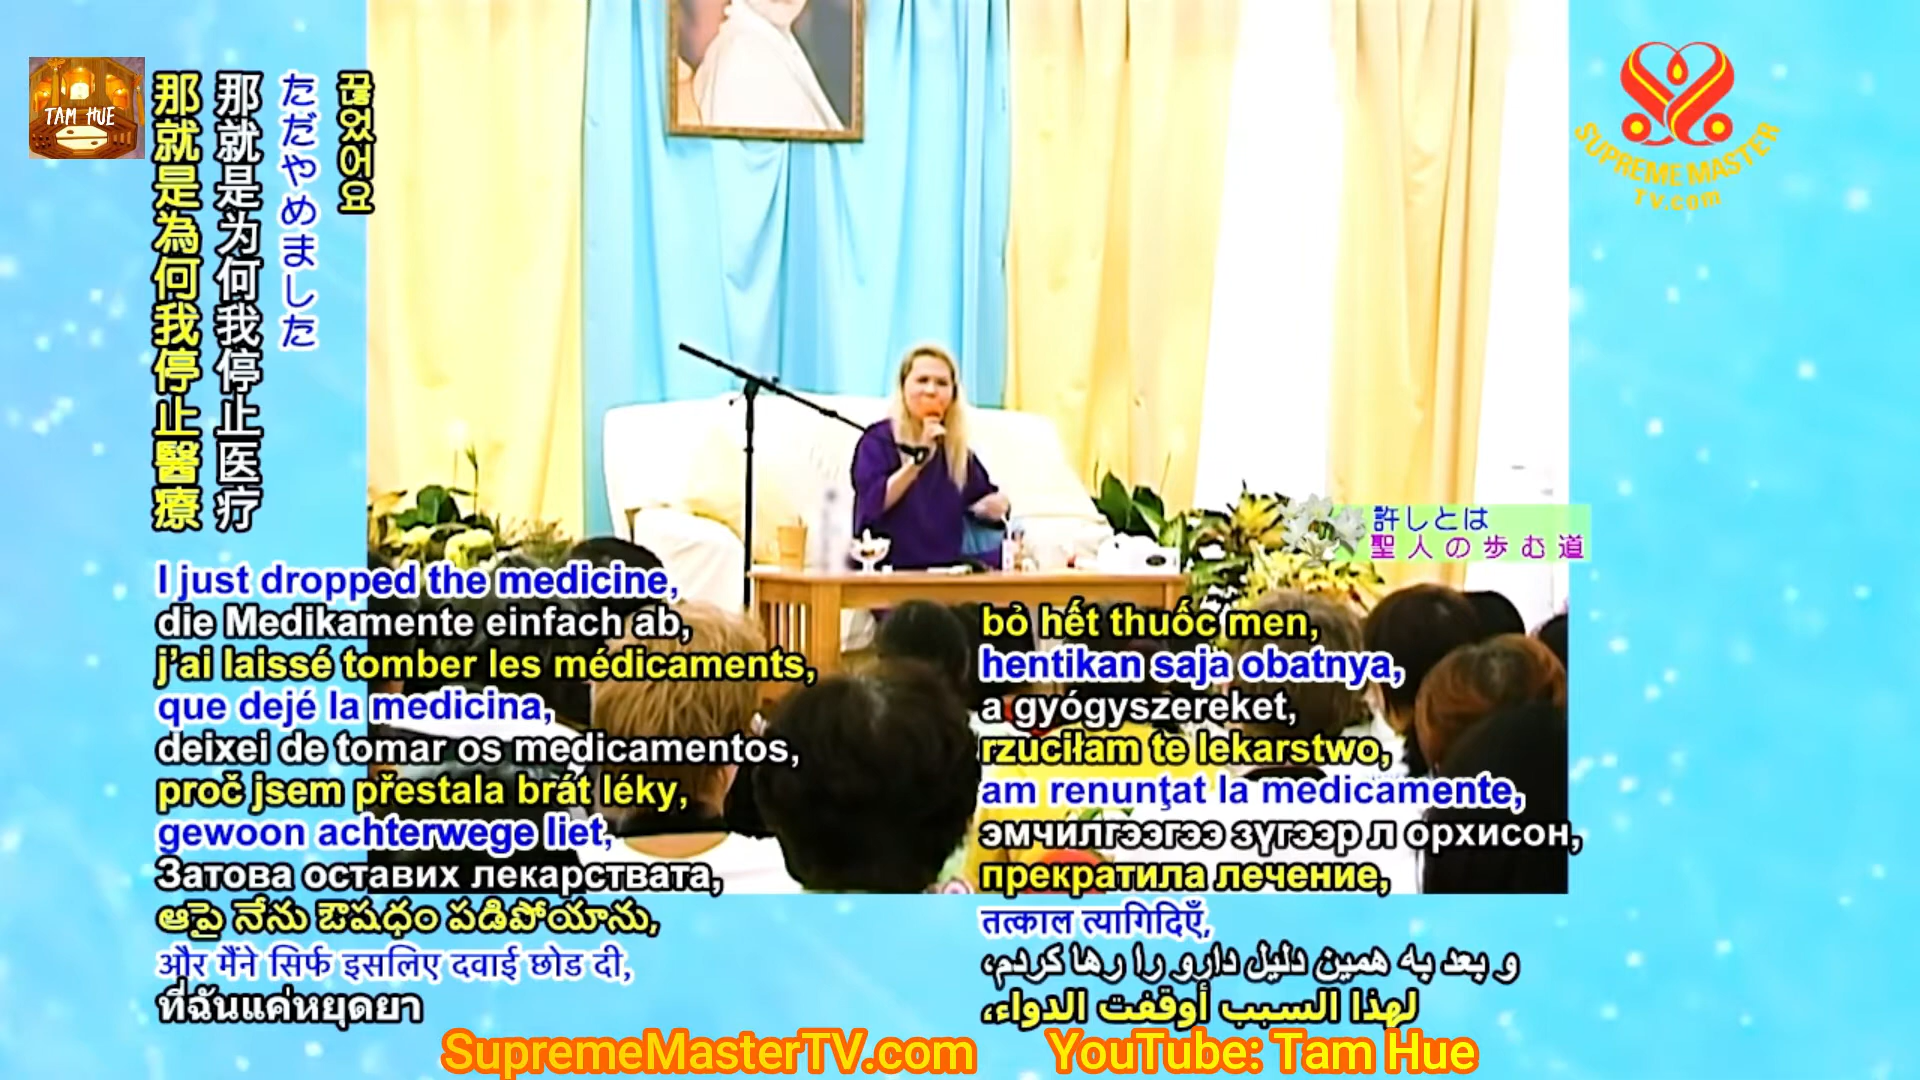 TAM HUE
那就是為何我停止醫療
那就是为何我停止医疗
ただやめました
끊었어요
SUPREME MASTER
TV.com
許しとは
聖人の歩む道
I just dropped the medicine,
die Medikamente einfach ab,
j'ai laissé tomber les médicaments,
que dejé la medicina,
deixei de tomar os medicamentos,
proč jsem přestala brát léky,
gewoon achterwege liet,
Затова оставих лекарствата,
ఆపై నేను ఔషధం పడిపోయాను,
और मैंने सिर्फ इसलिए दवाई छोड दी,
ที่ฉันแค่หยุดยา
bỏ hết thuốc men,
hentikan saja obatnya,
a gyógyszereket,
rzuciłam te lekarstwo,
am renunţat la medicamente,
эмчилгээгээ зүгээр л орхисон,
прекратила лечение,
तत्काल त्यागिदिएँ,
و بعد به همین دلیل دارو را رها کردم،
لهذا السبب أوقفت الدواء،
SupremeMasterTV.com
YouTube: Tam Hue